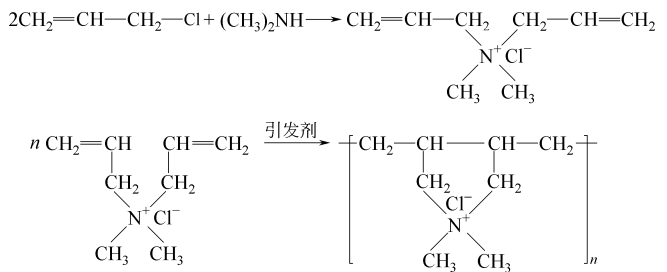 2CH₂=CH—CH₂—Cl + (CH₃)₂NH → CH₂=CH—CH₂ CH₂—CH=CH₂
N⁺ Cl⁻
CH₃ CH₃
n CH₂=CH CH=CH₂ 引发剂 CH₂—CH—CH—CH₂
CH₂ CH₂ CH₂ CH₂
Cl⁻
N⁺ Cl⁻ N⁺
CH₃ CH₃ CH₃ CH₃ n